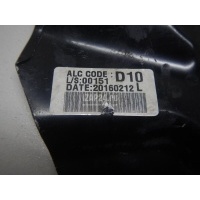 ALC CODE : D10
L/S:00151
DATE:20160212 L